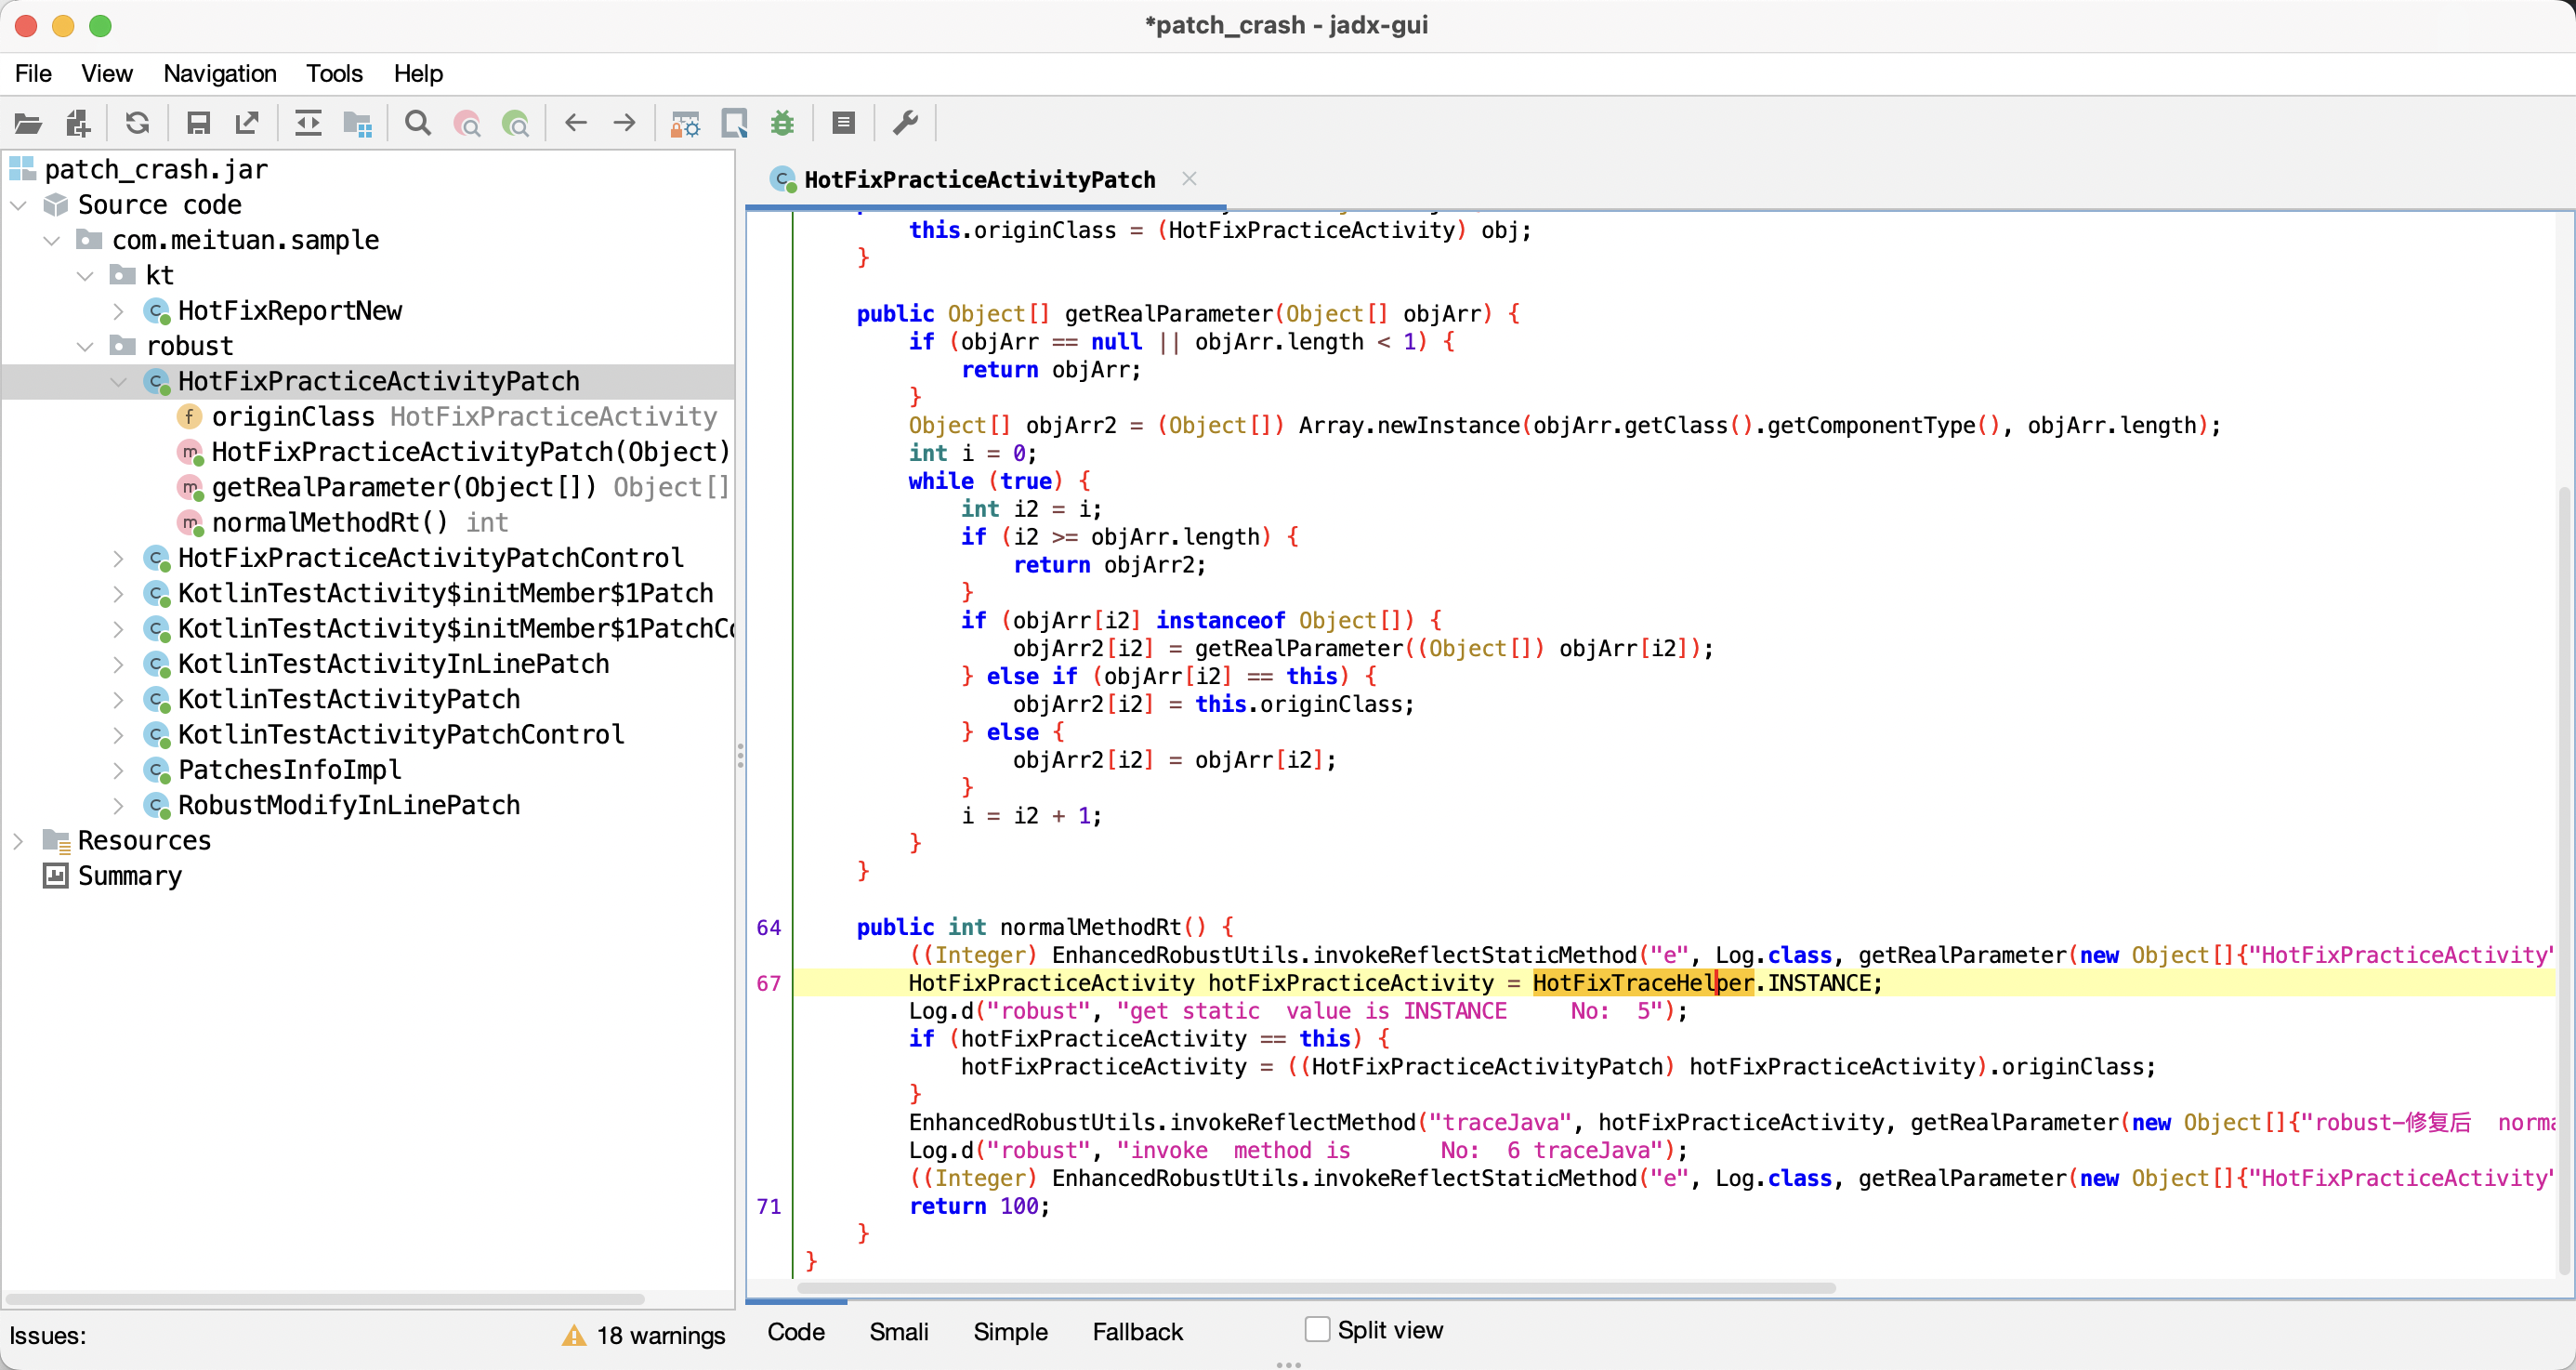 *patch_crash - jadx-gui
File View Navigation Tools Help
patch_crash.jar
Source code
com.meituan.sample
kt
HotFixReportNew
robust
HotFixPracticeActivityPatch
originClass HotFixPracticeActivity
HotFixPracticeActivityPatch(Object)
getRealParameter(Object[]) Object[]
normalMethodRt() int
HotFixPracticeActivityPatchControl
KotlinTestActivity$initMember$1Patch
KotlinTestActivity$initMember$1PatchCo
KotlinTestActivityInLinePatch
KotlinTestActivityPatch
KotlinTestActivityPatchControl
PatchesInfoImpl
RobustModifyInLinePatch
Resources
Summary
Issues: 18 warnings
HotFixPracticeActivityPatch
this.originClass = (HotFixPracticeActivity) obj;
}
public Object[] getRealParameter(Object[] objArr) {
if (objArr == null || objArr.length < 1) {
return objArr;
}
Object[] objArr2 = (Object[]) Array.newInstance(objArr.getClass().getComponentType(), objArr.length);
int i = 0;
while (true) {
int i2 = i;
if (i2 >= objArr.length) {
return objArr2;
}
if (objArr[i2] instanceof Object[]) {
objArr2[i2] = getRealParameter((Object[]) objArr[i2]);
} else if (objArr[i2] == this) {
objArr2[i2] = this.originClass;
} else {
objArr2[i2] = objArr[i2];
}
i = i2 + 1;
}
}
64 public int normalMethodRt() {
((Integer) EnhancedRobustUtils.invokeReflectStaticMethod("e", Log.class, getRealParameter(new Object[]{"HotFixPracticeActivity"
67 HotFixPracticeActivity hotFixPracticeActivity = HotFixTraceHelper.INSTANCE;
Log.d("robust", "get static  value is INSTANCE     No:  5");
if (hotFixPracticeActivity == this) {
hotFixPracticeActivity = ((HotFixPracticeActivityPatch) hotFixPracticeActivity).originClass;
}
EnhancedRobustUtils.invokeReflectMethod("traceJava", hotFixPracticeActivity, getRealParameter(new Object[]{"robust-修复后  norma
Log.d("robust", "invoke  method is       No:  6 traceJava");
((Integer) EnhancedRobustUtils.invokeReflectStaticMethod("e", Log.class, getRealParameter(new Object[]{"HotFixPracticeActivity"
71 return 100;
}
}
Code Smali Simple Fallback Split view